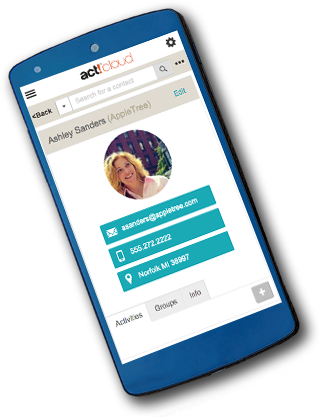 act! cloud
<Back
Search for a contact
Ashley Sanders (AppleTree)
Edit
asanders@appletree.com
555.272.2222
Norfolk MI 38997
Activities
Groups
Info